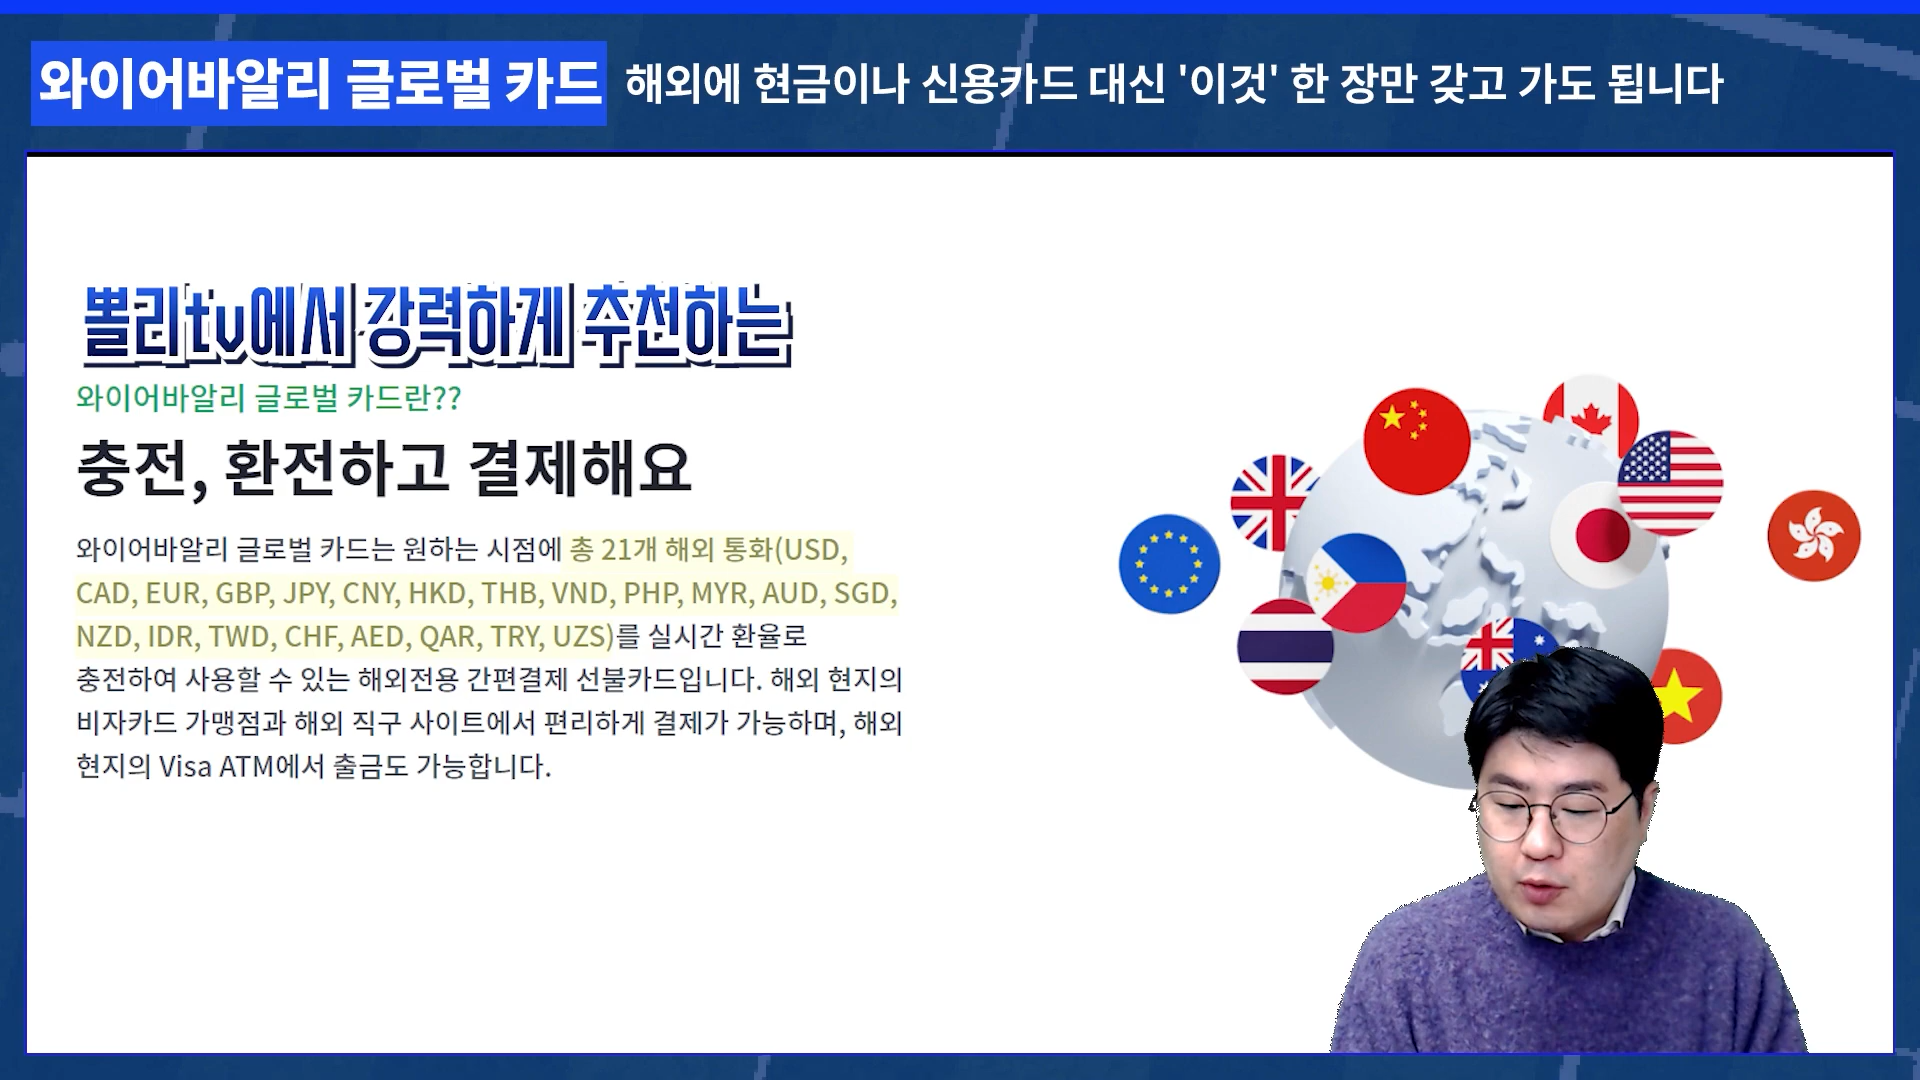 와이어바알리 글로벌 카드 해외에 현금이나 신용카드 대신 '이것' 한 장만 갖고 가도 됩니다
뽈리tv에서 강력하게 추천하는
와이어바알리 글로벌 카드란??
충전, 환전하고 결제해요
와이어바알리 글로벌 카드는 원하는 시점에 총 21개 해외 통화(USD,
CAD, EUR, GBP, JPY, CNY, HKD, THB, VND, PHP, MYR, AUD, SGD,
NZD, IDR, TWD, CHF, AED, QAR, TRY, UZS)를 실시간 환율로
충전하여 사용할 수 있는 해외전용 간편결제 선불카드입니다. 해외 현지의
비자카드 가맹점과 해외 직구 사이트에서 편리하게 결제가 가능하며, 해외
현지의 Visa ATM에서 출금도 가능합니다.